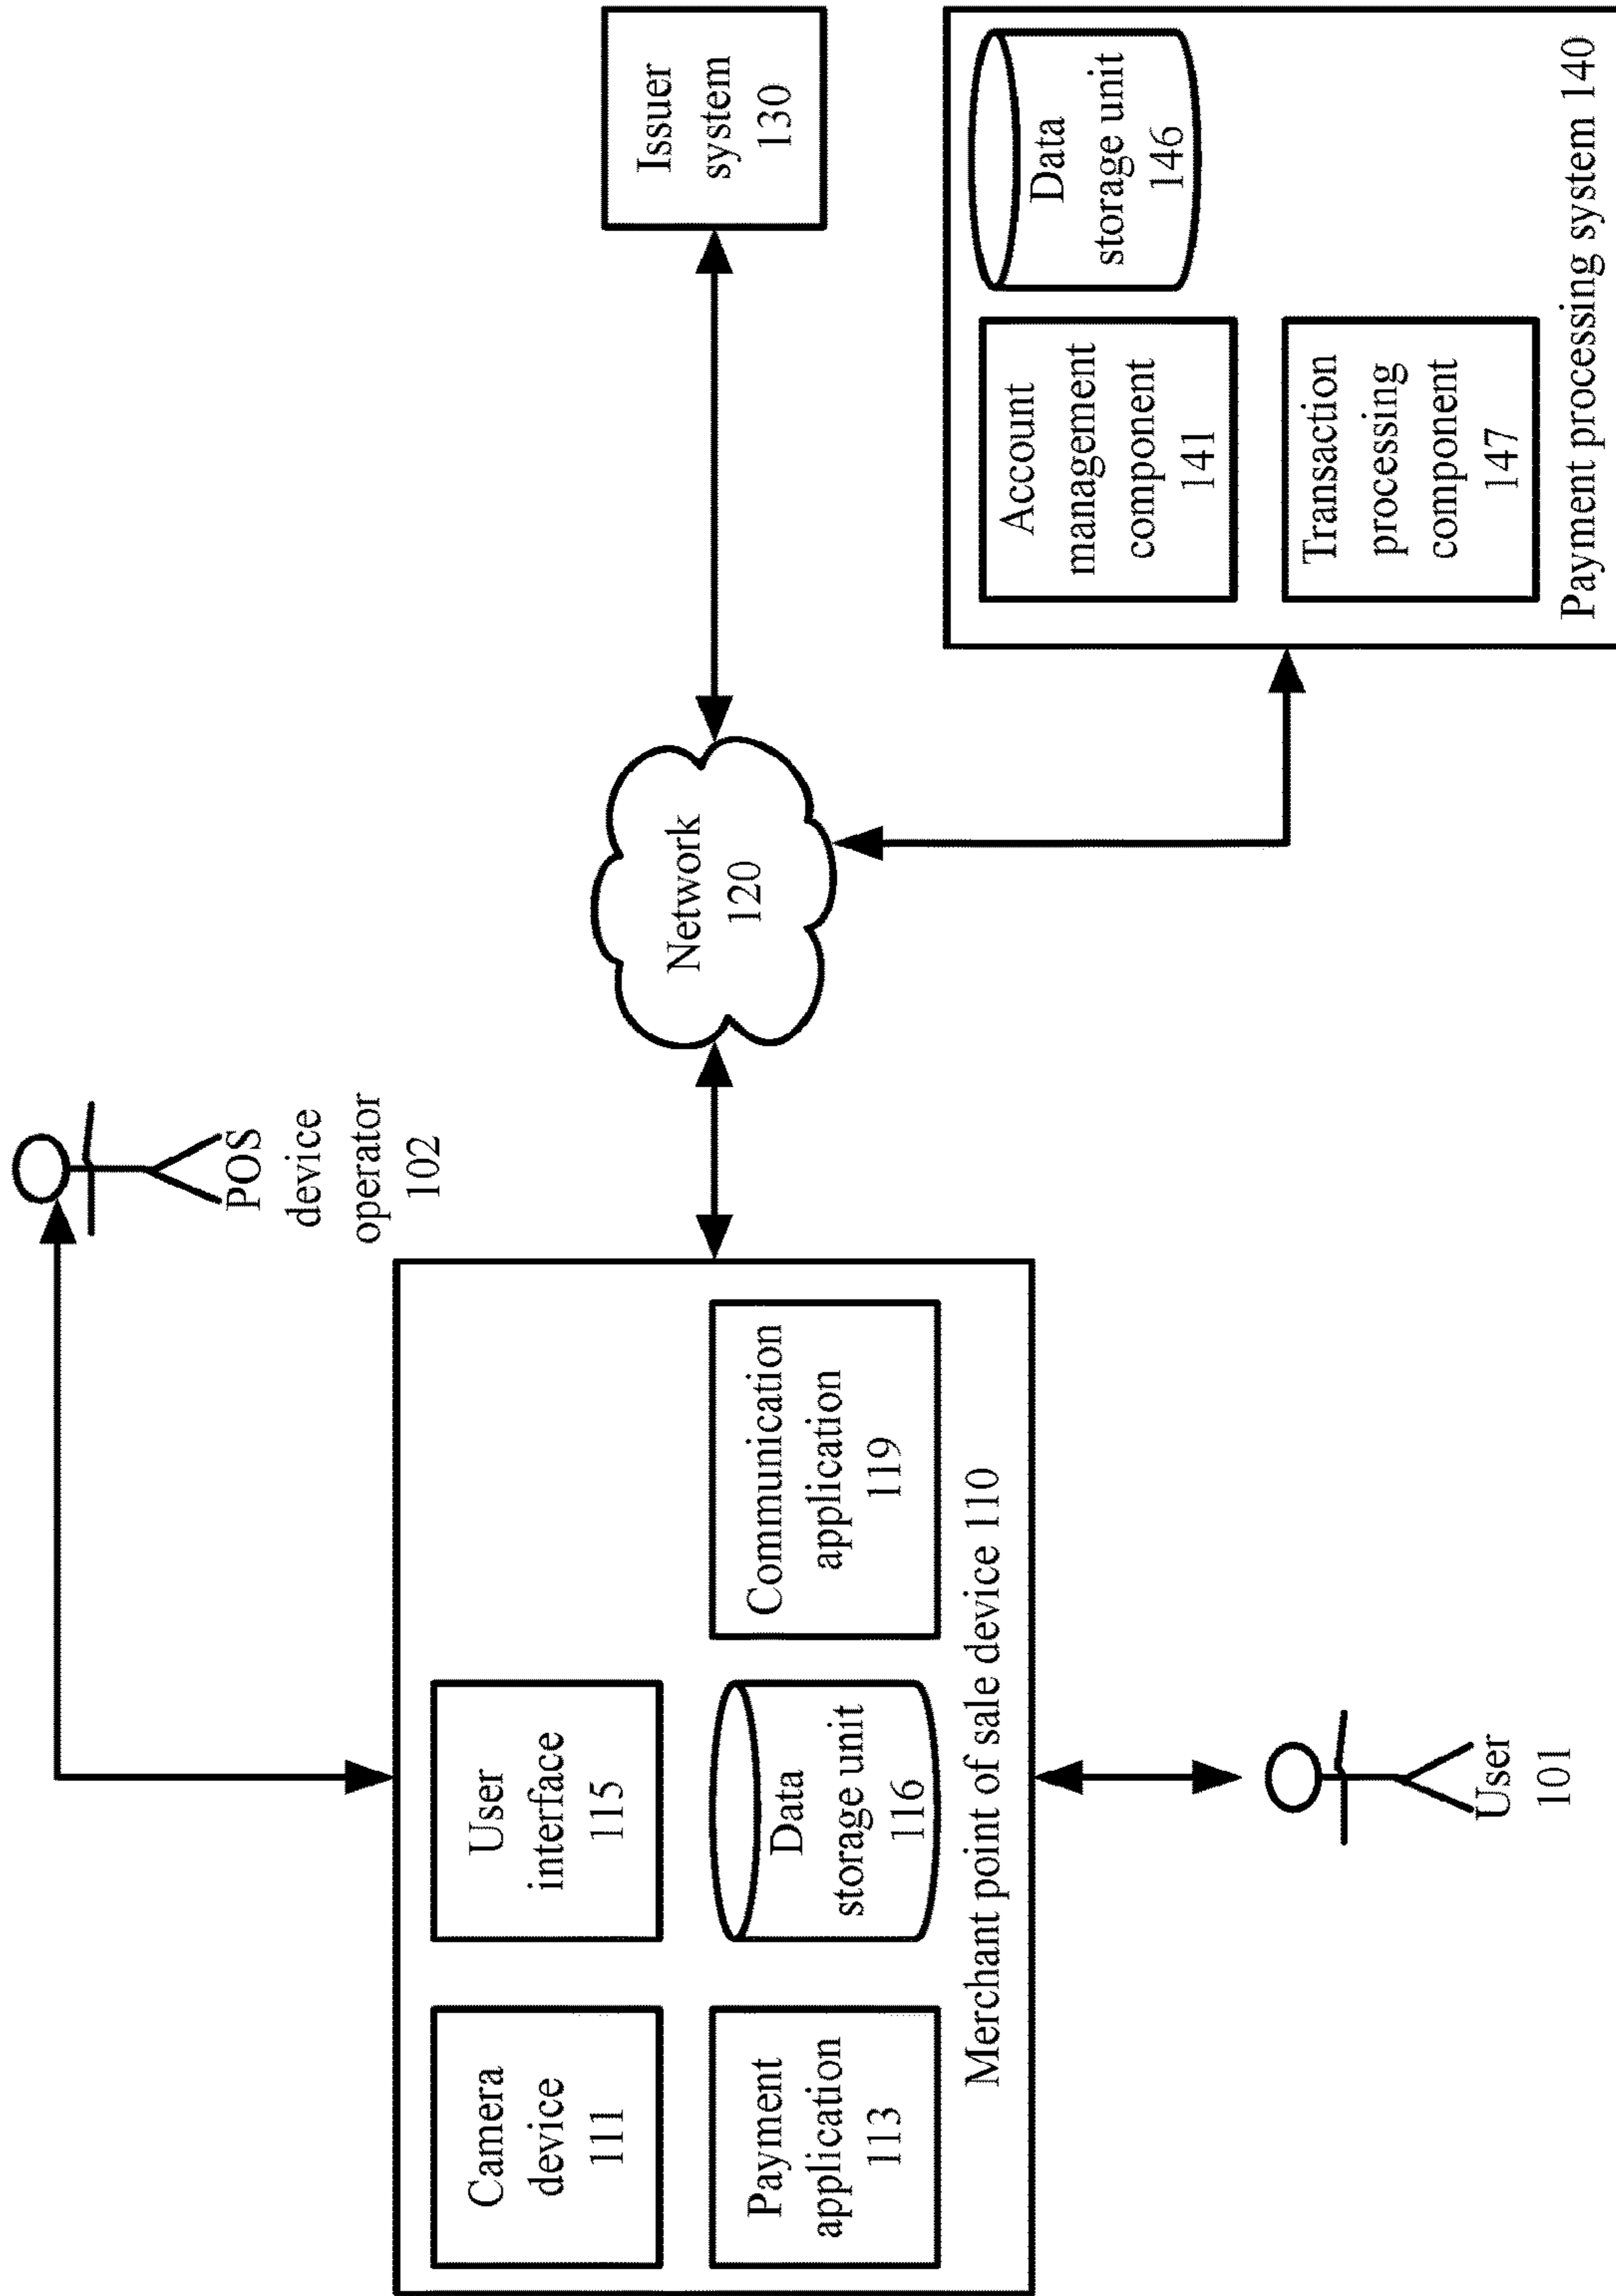 POS
device
operator
102
Camera
device
111
User
interface
115
Payment
application
113
Data
storage unit
116
Communication
application
119
Merchant point of sale device 110
User
101
Network
120
Issuer
system
130
Account
management
component
141
Data
storage unit
146
Transaction
processing
component
147
Payment processing system 140